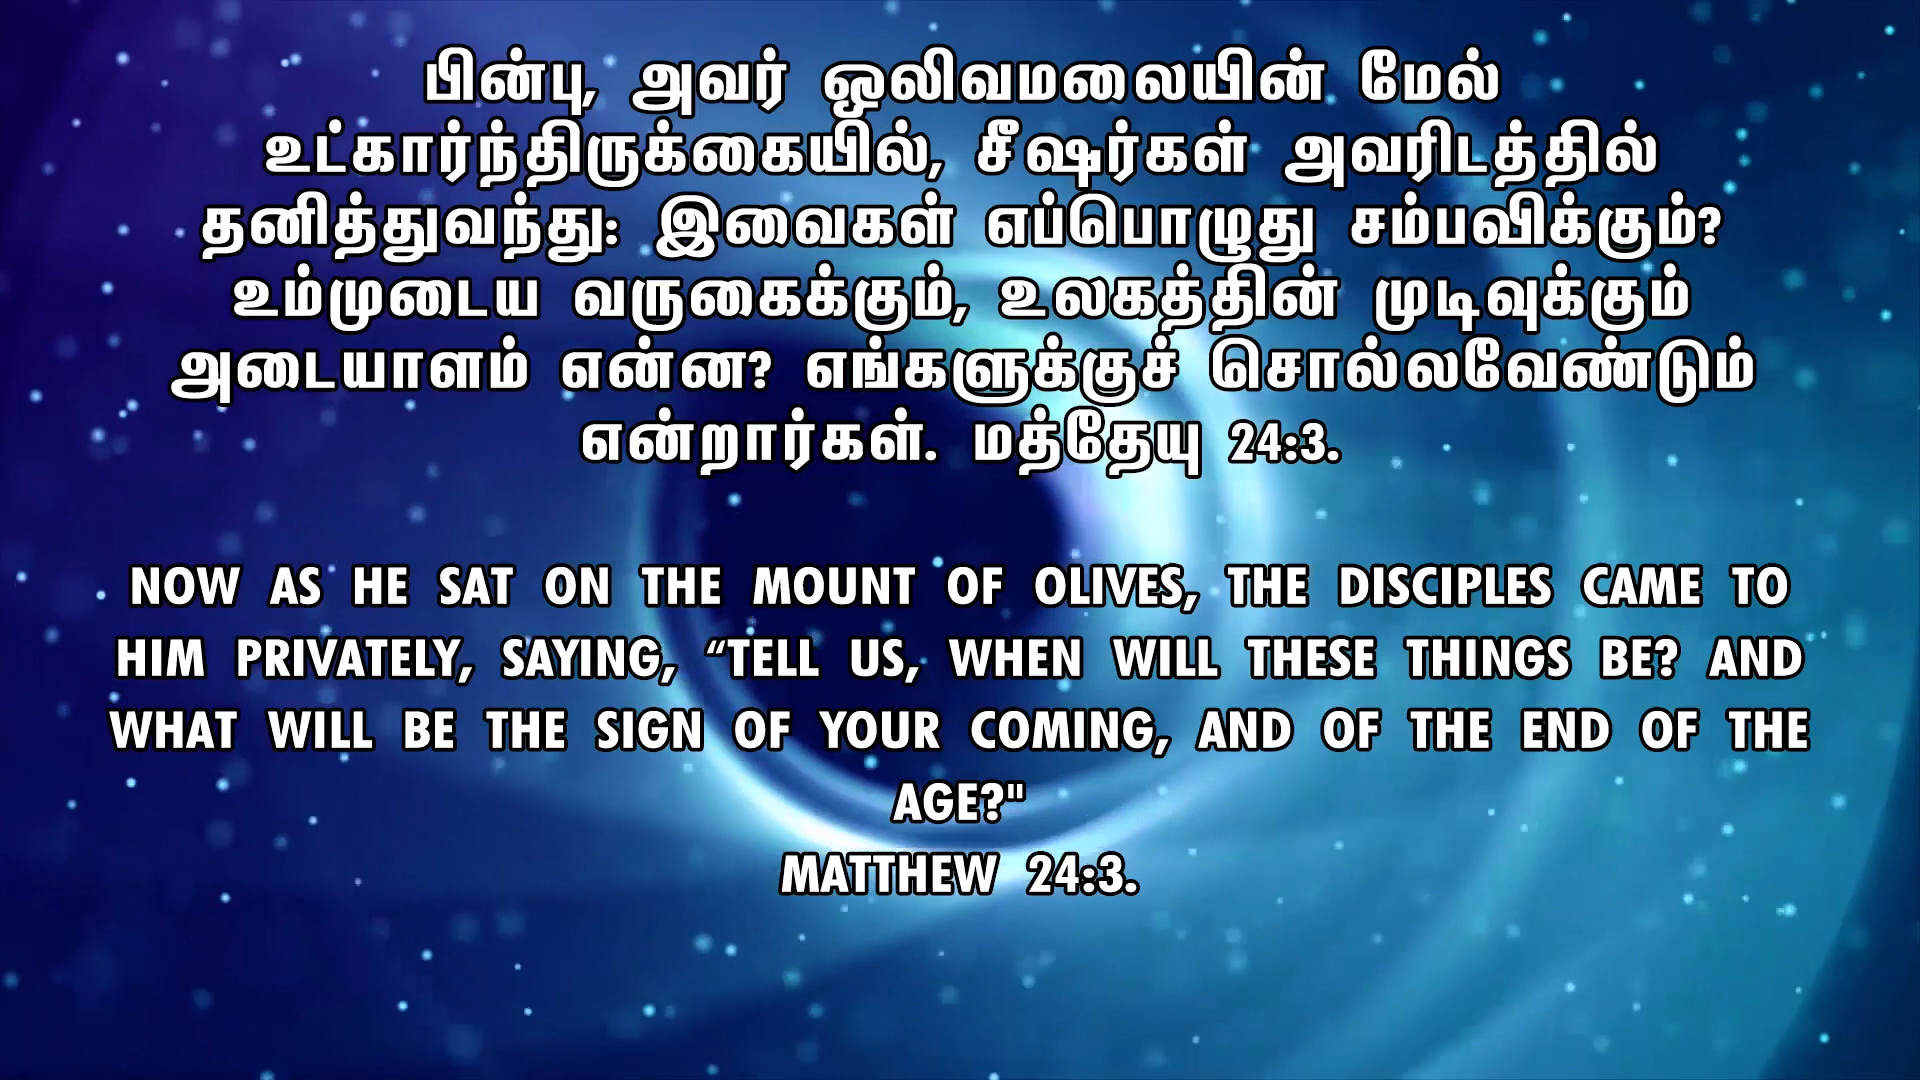 பின்பு, அவர் ஒலிவமலையின் மேல்
உட்கார்ந்திருக்கையில், சீஷர்கள் அவரிடத்தில்
தனித்துவந்து: இவைகள் எப்பொழுது சம்பவிக்கும்?
உம்முடைய வருகைக்கும், உலகத்தின் முடிவுக்கும்
அடையாளம் என்ன? எங்களுக்குச் சொல்லவேண்டும்
என்றார்கள். மத்தேயு 24:3.
NOW AS HE SAT ON THE MOUNT OF OLIVES, THE DISCIPLES CAME TO
HIM PRIVATELY, SAYING, “TELL US, WHEN WILL THESE THINGS BE? AND
WHAT WILL BE THE SIGN OF YOUR COMING, AND OF THE END OF THE
AGE?"
MATTHEW 24:3.